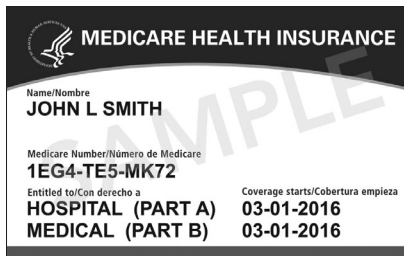 MEDICARE HEALTH INSURANCE
Name/Nombre
JOHN L SMITH
Medicare Number/Número de Medicare
1EG4-TE5-MK72
Entitled to/Con derecho a Coverage starts/Cobertura empieza
HOSPITAL (PART A) 03-01-2016
MEDICAL (PART B) 03-01-2016
SAMPLE